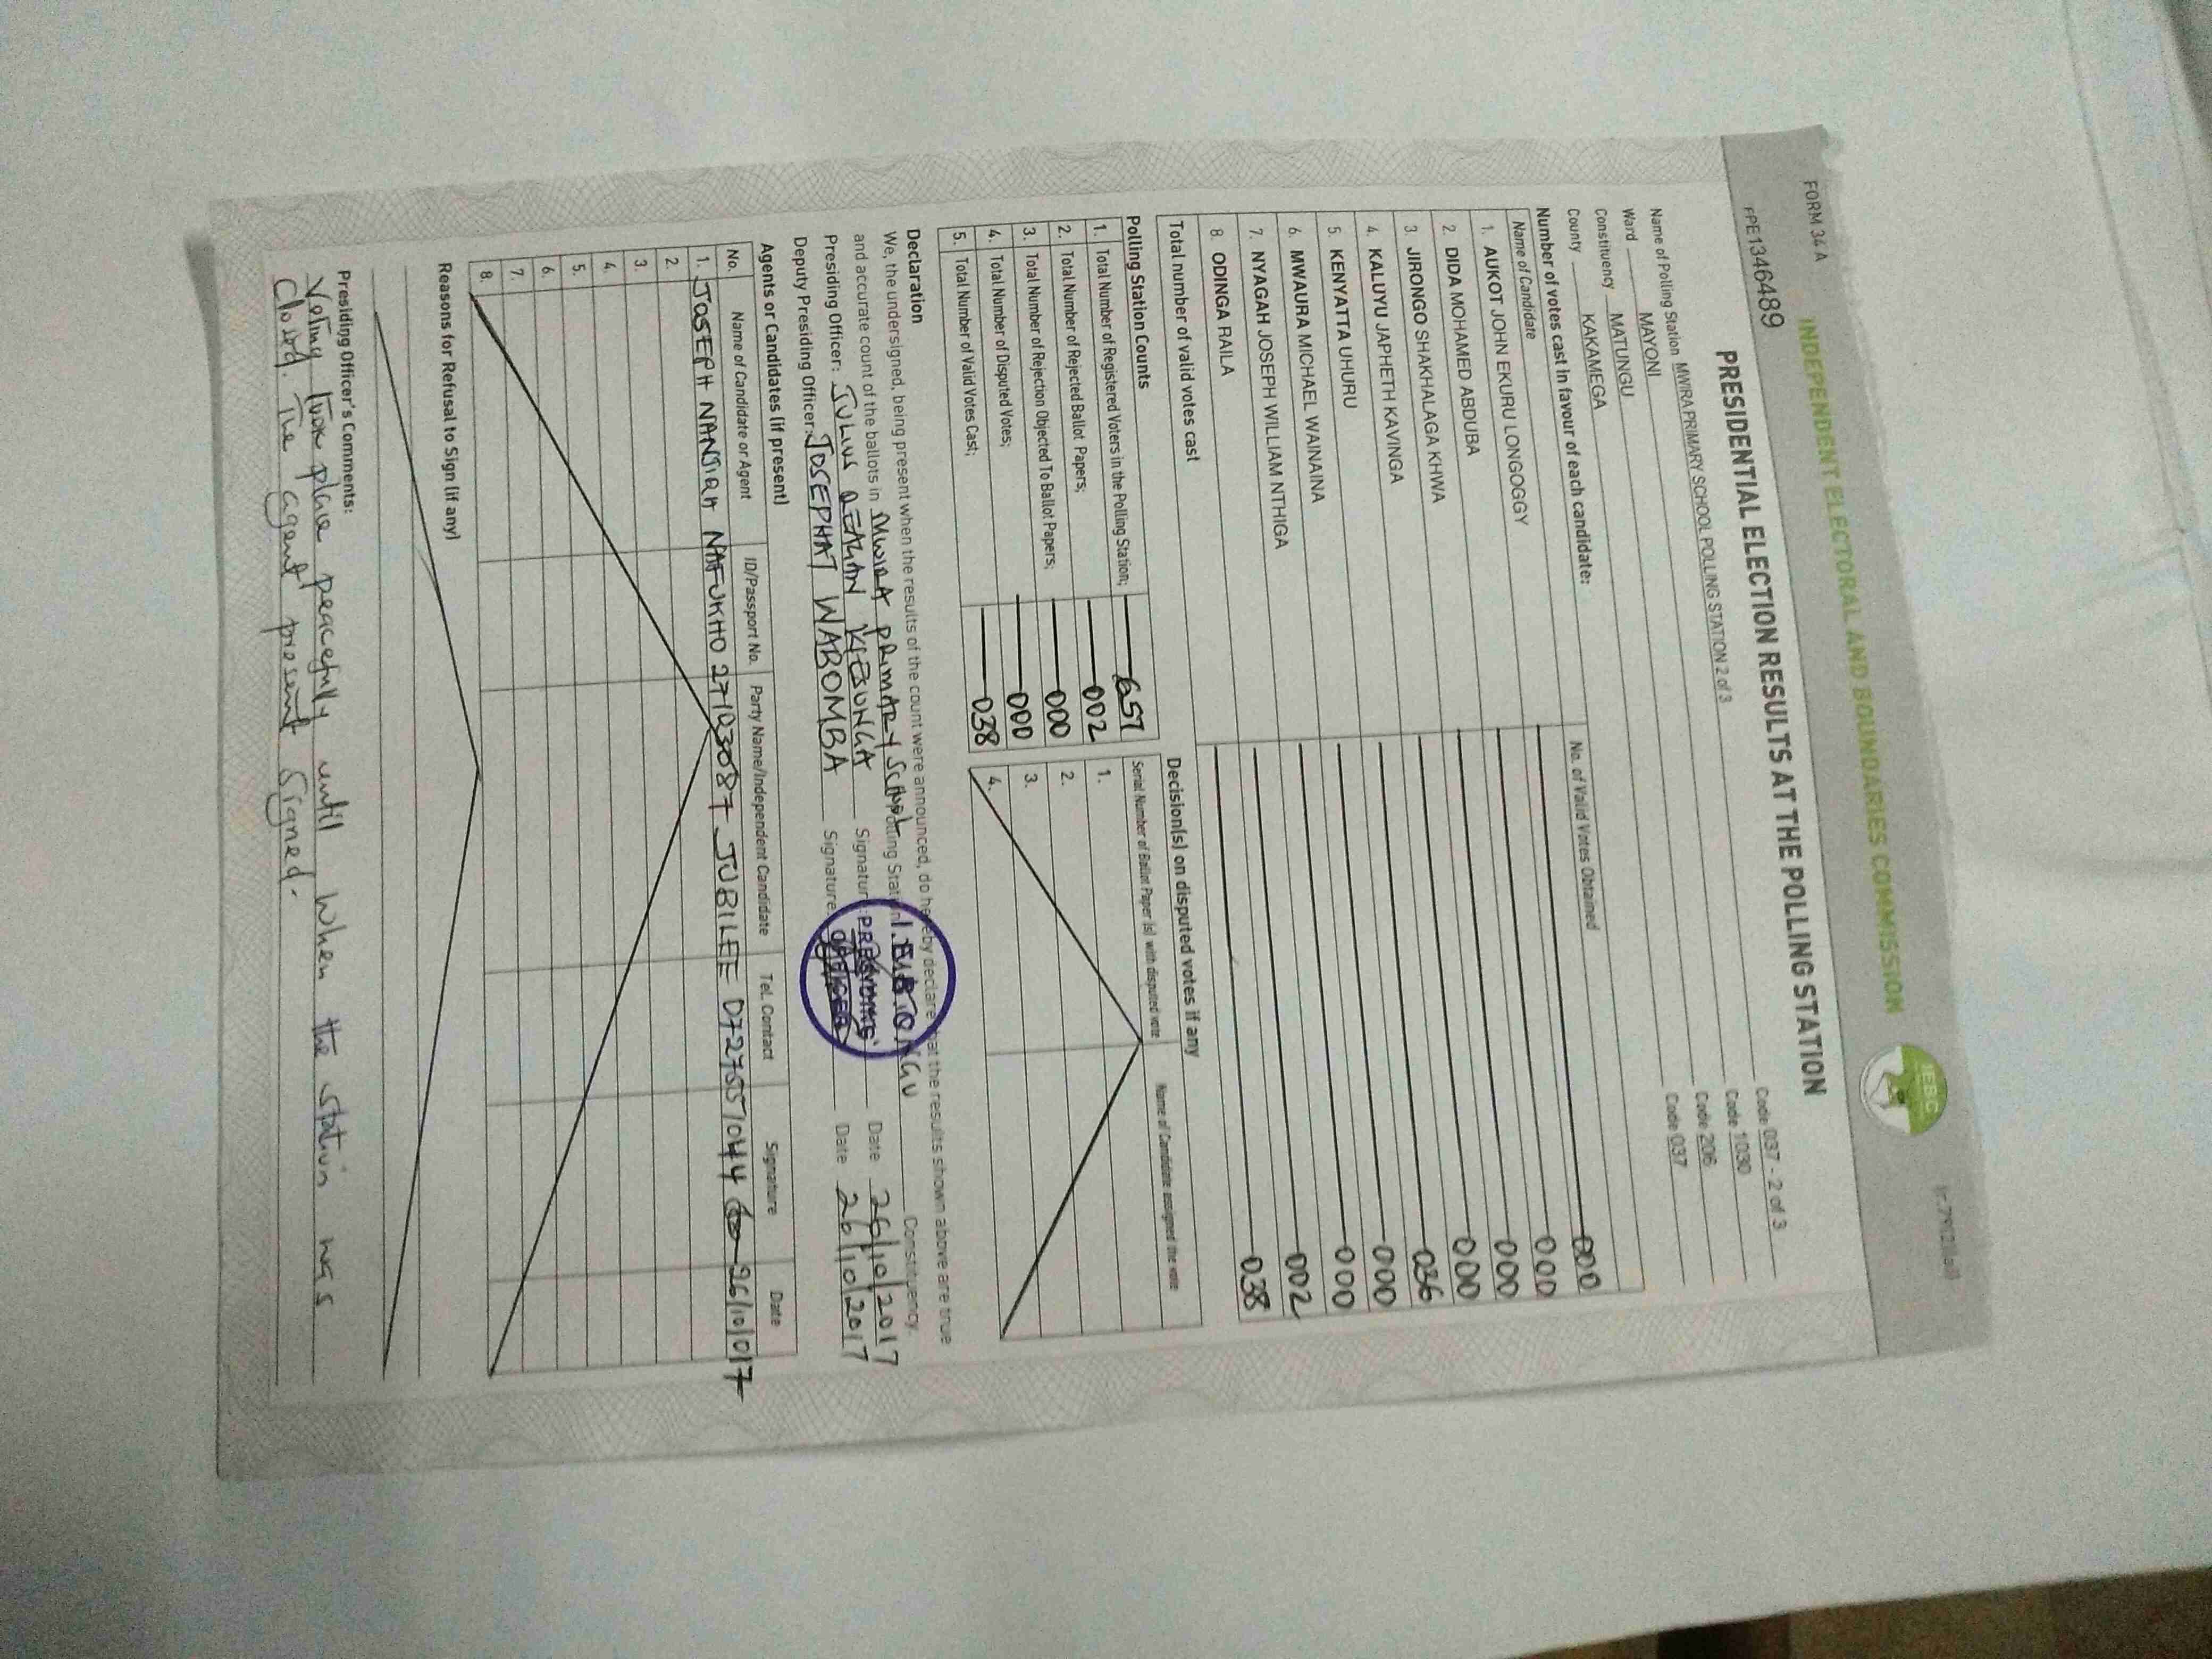 FORM 34A
INDEPENDENT ELECTORAL AND BOUNDARIES COMMISSION
IEBC
PPE1346489
PRESIDENTIAL ELECTION RESULTS AT THE POLLING STATION
Name of Polling Station MWIRA PRIMARY SCHOOL POLLING STATION 2 of 3 Code 037 - 2 of 3
Ward MAYONI Code 1030
Constituency MATUNGU Code 206
County KAKAMEGA Code 037
Number of votes cast in favour of each candidate:
Name of Candidate No. of Valid Votes Obtained
1. AUKOT JOHN EKURU LONGOGGY 000
2. DIDA MOHAMED ABDUBA 000
3. JIRONGO SHAKHALAGA KHWA 000
4. KALUYU JAPHETH KAVINGA 000
5. KENYATTA UHURU 036
6. MWAURA MICHAEL WAINAINA 000
7. NYAGAH JOSEPH WILLIAM NTHIGA 000
8. ODINGA RAILA 002
Total number of valid votes cast 038
Polling Station Counts
1. Total Number of Registered Voters in the Polling Station; 657
2. Total Number of Rejected Ballot Papers; 002
3. Total Number of Rejection Objected To Ballot Papers; 000
4. Total Number of Disputed Votes; 000
5. Total Number of Valid Votes Cast; 038
Decision(s) on disputed votes if any
Serial Number of Ballot Paper (s) with disputed vote Name of Candidate assigned the vote
1.
2.
3.
4.
Declaration
We, the undersigned, being present when the results of the count were announced, do hereby declare that the results shown above are true
and accurate count of the ballots in MWIRA PRIMARY SCHOOL Polling Station Constituency
Presiding Officer: JULIUS KIZUNGA Signature: Date 26/10/2017
Deputy Presiding Officer: JOSEPHAT WABOMBA Signature Date 26/10/2017
I.E.B.C
PRESIDING
OFFICER
Agents or Candidates (if present)
No. Name of Candidate or Agent ID/Passport No. Party Name/Independent Candidate Tel. Contact Signature Date
1. JOSEPH NANJIAH NAFUKHO 27103087 JUBILEE 0727557044 26/10/017
2.
3.
4.
5.
6.
7.
8.
Reasons for Refusal to Sign (if any)
Presiding Officer's Comments:
Voting took place peacefully until when the station was
Closed. The agent present signed.